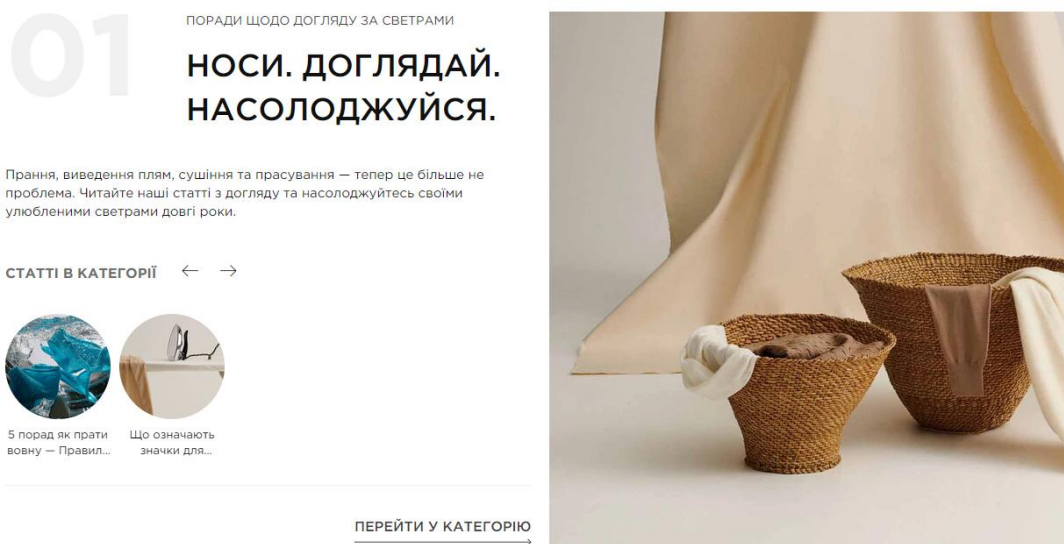 01
ПОРАДИ ЩОДО ДОГЛЯДУ ЗА СВЕТРАМИ
НОСИ. ДОГЛЯДАЙ.
НАСОЛОДЖУЙСЯ.
Прання, виведення плям, сушіння та прасування — тепер це більше не
проблема. Читайте наші статті з догляду та насолоджуйтесь своїми
улюбленими светрами довгі роки.
СТАТТІ В КАТЕГОРІЇ
5 порад як прати
вовну — Правил...
Що означають
значки для...
ПЕРЕЙТИ У КАТЕГОРІЮ